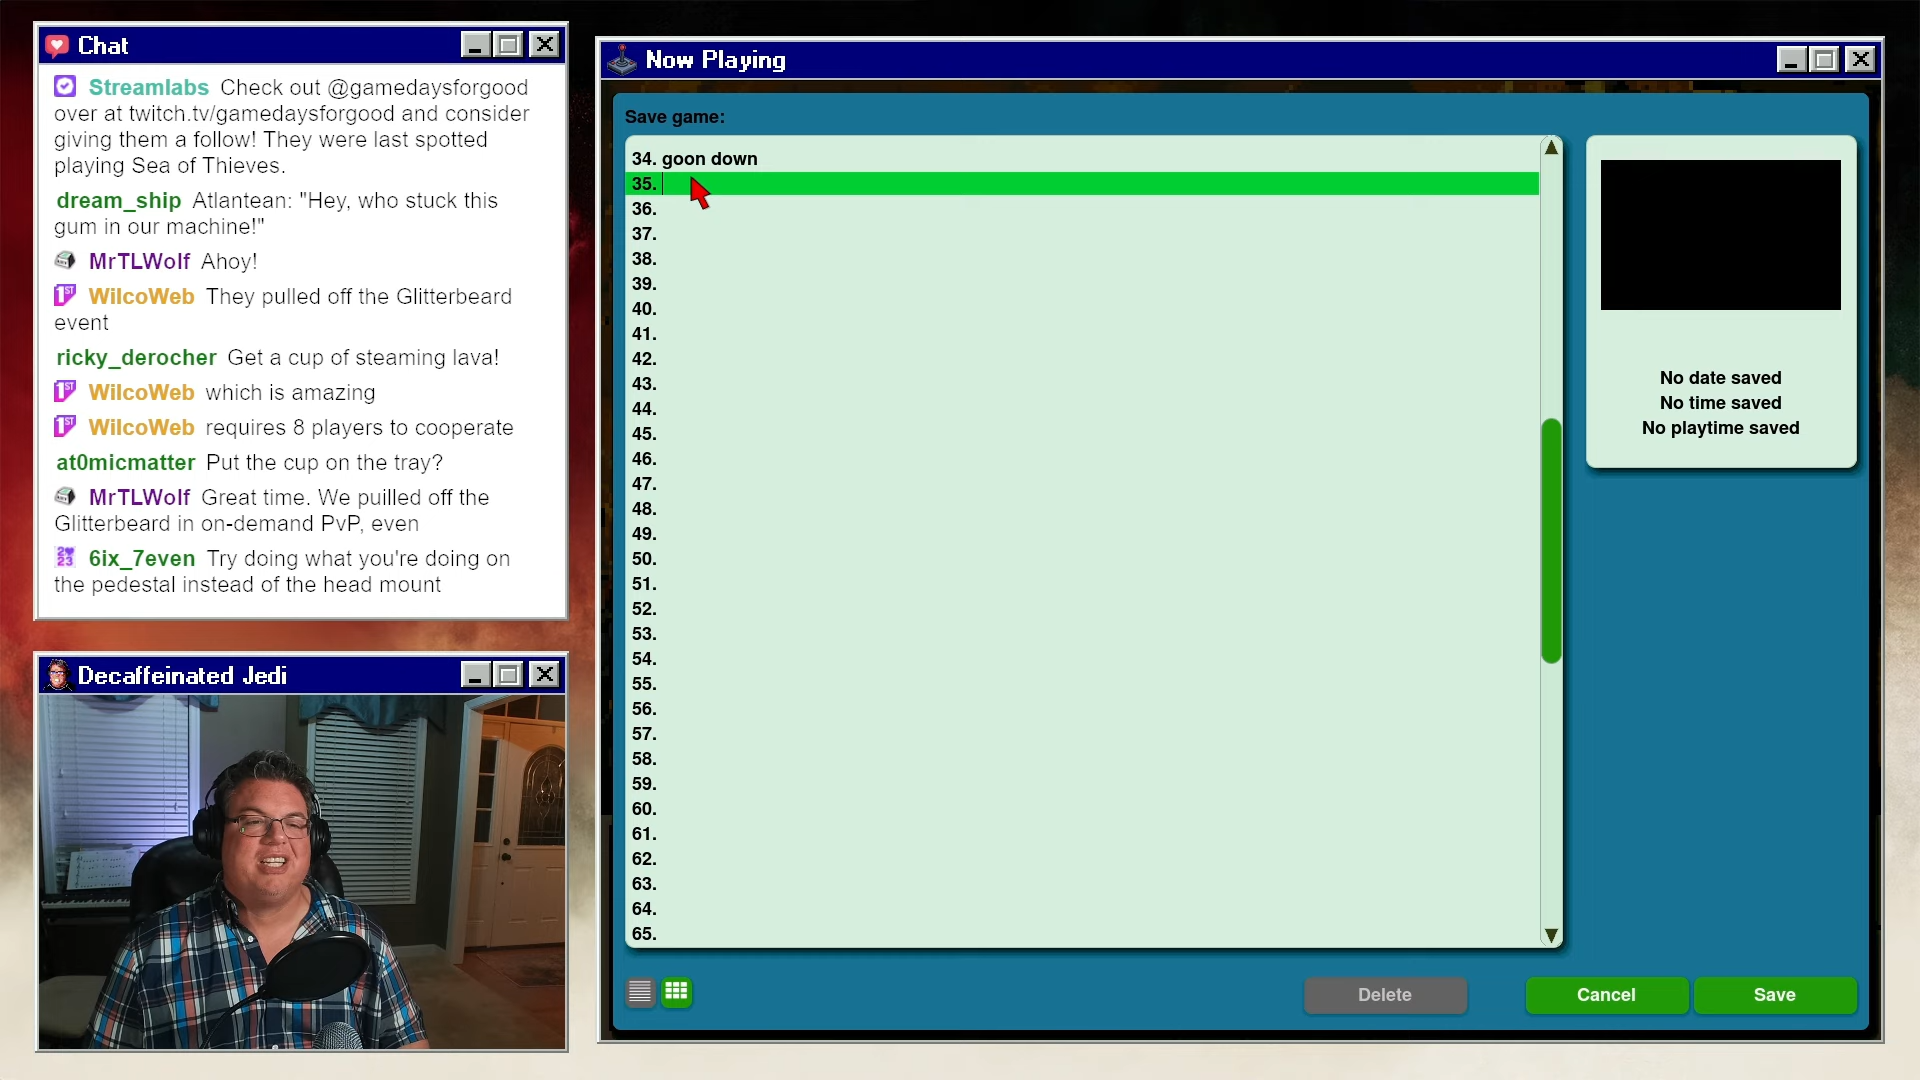 Chat
Streamlabs Check out @gamedaysforgood
over at twitch.tv/gamedaysforgood and consider
giving them a follow! They were last spotted
playing Sea of Thieves.
dream_ship Atlantean: "Hey, who stuck this
gum in our machine!"
MrTLWolf Ahoy!
1ST WilcoWeb They pulled off the Glitterbeard
event
ricky_derocher Get a cup of steaming lava!
1ST WilcoWeb which is amazing
1ST WilcoWeb requires 8 players to cooperate
at0micmatter Put the cup on the tray?
MrTLWolf Great time. We puilled off the
Glitterbeard in on-demand PvP, even
6ix_7even Try doing what you're doing on
the pedestal instead of the head mount
Decaffeinated Jedi
Now Playing
Save game:
34. goon down
35.
36.
37.
38.
39.
40.
41.
42.
43.
44.
45.
46.
47.
48.
49.
50.
51.
52.
53.
54.
55.
56.
57.
58.
59.
60.
61.
62.
63.
64.
65.
No date saved
No time saved
No playtime saved
Delete
Cancel
Save